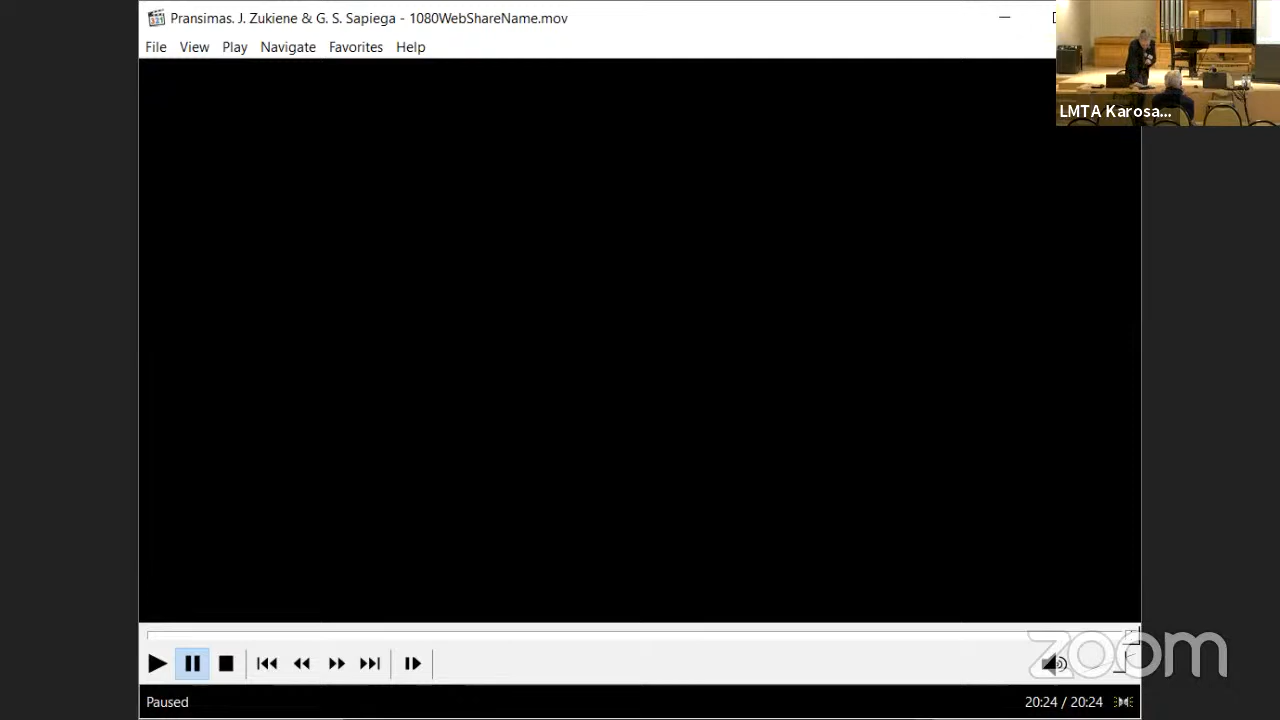 Pransimas. J. Zukiene & G. S. Sapiega - 1080WebShareName.mov
File View Play Navigate Favorites Help
LMTA Karosa...
zoom
Paused
20:24 / 20:24